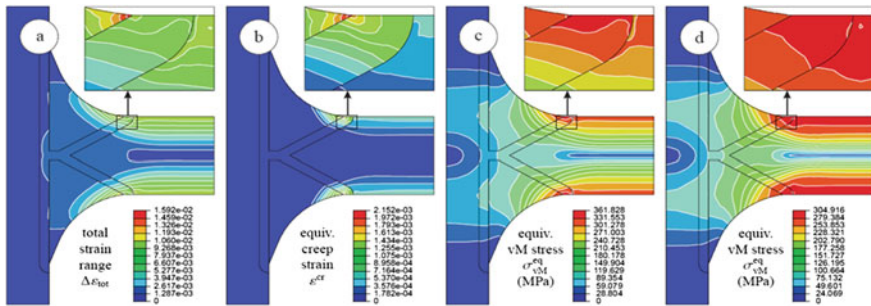 a
total
strain
range
Δε_tot
1.592e-02
1.459e-02
1.326e-02
1.193e-02
1.060e-02
9.268e-03
7.937e-03
6.607e-03
5.277e-03
3.947e-03
2.617e-03
1.287e-03
0
b
equiv.
creep
strain
ε^cr
2.152e-03
1.972e-03
1.793e-03
1.613e-03
1.434e-03
1.255e-03
1.075e-03
8.958e-04
7.164e-04
5.370e-04
3.576e-04
1.782e-04
0
c
equiv.
vM stress
σ_vM^eq
(MPa)
361.828
331.553
301.278
271.003
240.728
210.453
180.178
149.904
119.629
89.354
59.079
28.804
0
d
equiv.
vM stress
σ_vM^eq
(MPa)
304.916
279.384
253.853
228.321
202.790
177.258
151.727
126.195
100.664
75.132
49.601
24.069
0